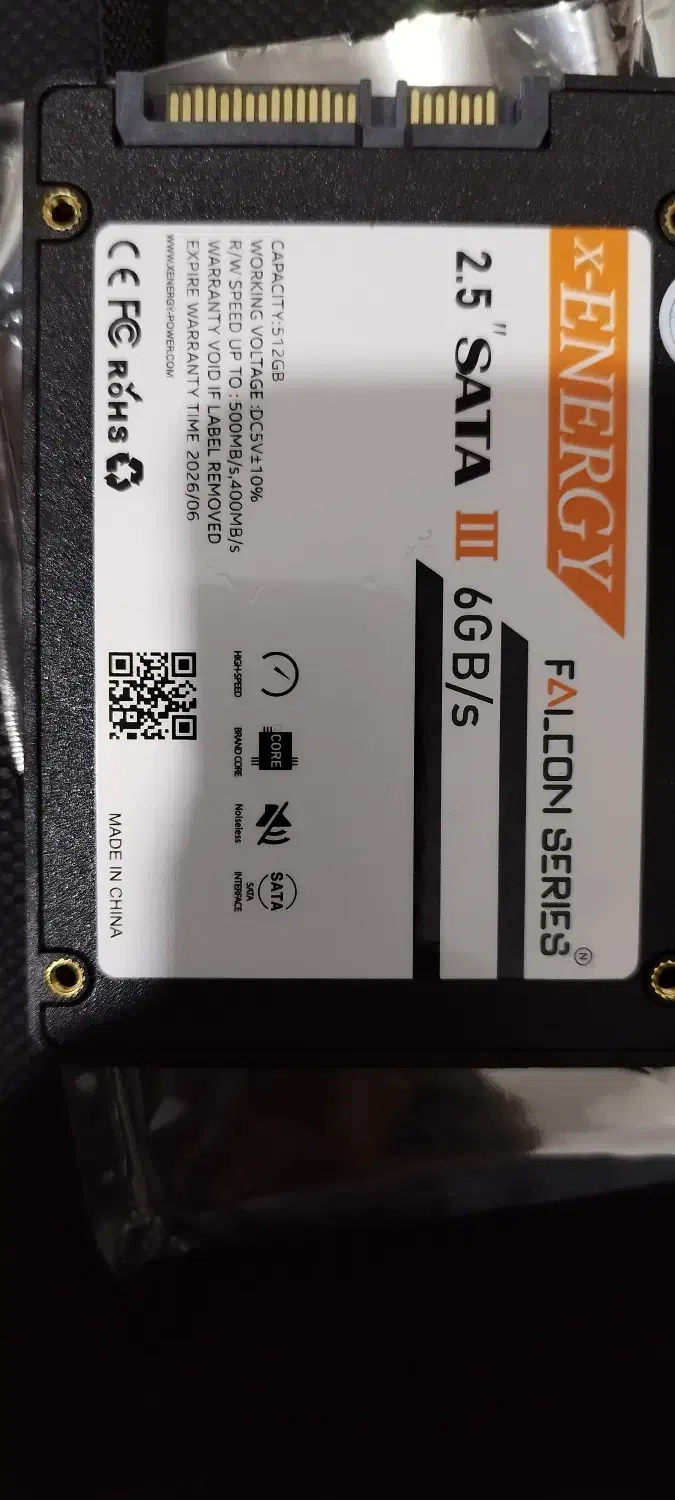 x-ENERGY
FALCON SERIES
N
2.5" SATA III 6GB/s
CAPACITY:512GB
WORKING VOLTAGE :DC5V±10%
R/W SPEED UP TO :500MB/s,400MB/s
WARRANTY VOID IF LABEL REMOVED
EXPIRE WARRANTY TIME 2026/06
WWW.XENERGY-POWER.COM
CE FC RoHS
CORE
SATA
HIGH-SPEED
BRAND CORE
Noiseless
SATA
INTERFACE
MADE IN CHINA